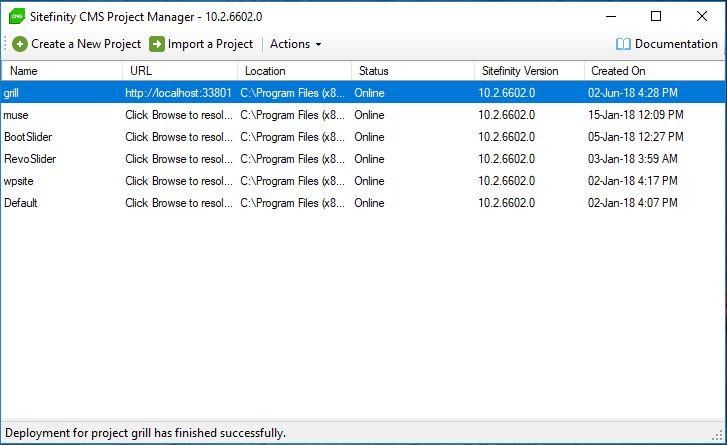 CMS Sitefinity CMS Project Manager - 10.2.6602.0
Create a New Project Import a Project Actions Documentation
Name URL Location Status Sitefinity Version Created On
grill http://localhost:33801 C:\Program Files (x8... Online 10.2.6602.0 02-Jun-18 4:28 PM
muse Click Browse to resol... C:\Program Files (x8... Online 10.2.6602.0 15-Jan-18 12:09 PM
BootSlider Click Browse to resol... C:\Program Files (x8... Online 10.2.6602.0 05-Jan-18 12:27 PM
RevoSlider Click Browse to resol... C:\Program Files (x8... Online 10.2.6602.0 03-Jan-18 3:59 AM
wpsite Click Browse to resol... C:\Program Files (x8... Online 10.2.6602.0 02-Jan-18 4:17 PM
Default Click Browse to resol... C:\Program Files (x8... Online 10.2.6602.0 02-Jan-18 4:07 PM
Deployment for project grill has finished successfully.